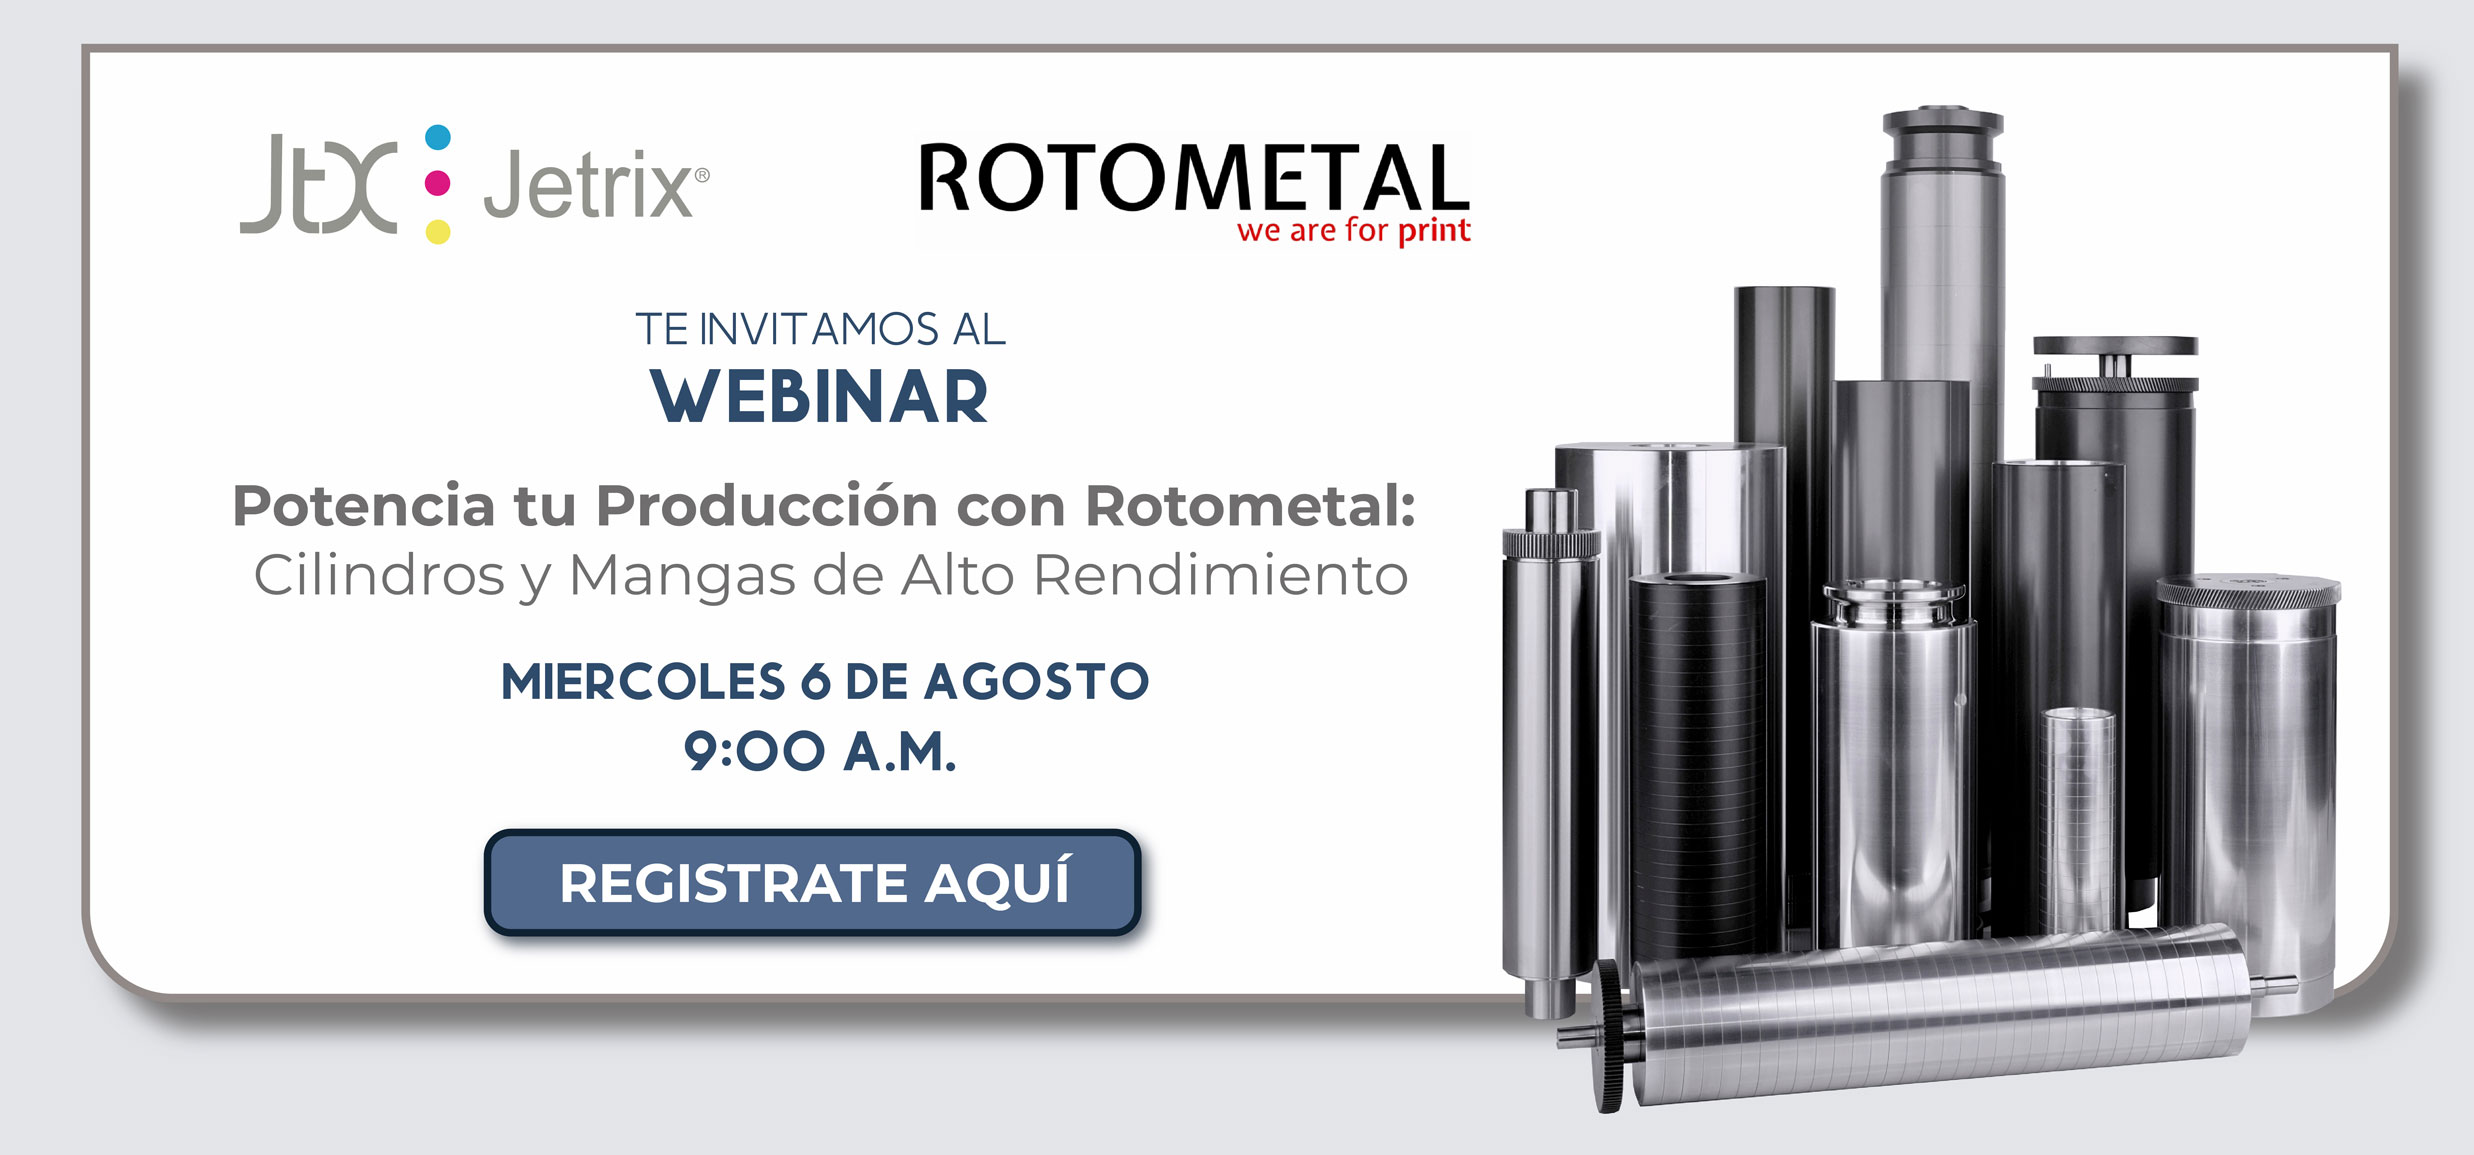 Jtx Jetrix®
ROTOMETAL
we are for print
TE INVITAMOS AL
WEBINAR
Potencia tu Producción con Rotometal:
Cilindros y Mangas de Alto Rendimiento
MIERCOLES 6 DE AGOSTO
9:00 A.M.
REGISTRATE AQUÍ